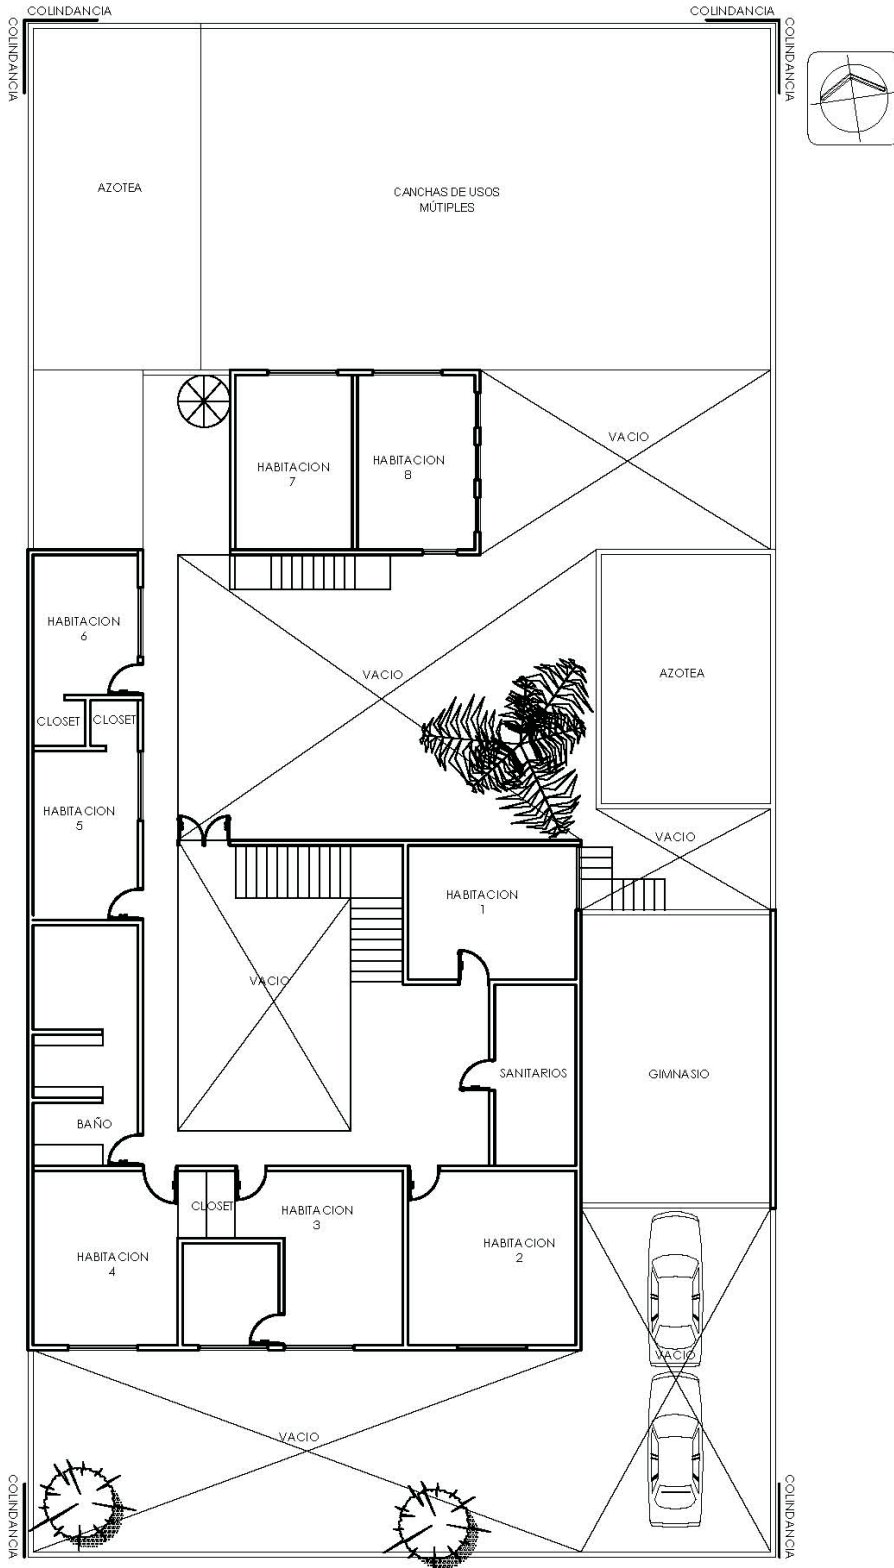 COLINDANCIA
COLINDANCIA
COLINDANCIA
COLINDANCIA
AZOTEA
CANCHAS DE USOS
MÚTIPLES
VACIO
HABITACION
7
HABITACION
8
HABITACION
6
VACIO
AZOTEA
CLOSET
CLOSET
HABITACION
5
VACIO
HABITACION
1
VACIO
SANITARIOS
GIMNASIO
BAÑO
CLOSET
HABITACION
3
HABITACION
4
HABITACION
2
VACIO
VACIO
COLINDANCIA
COLINDANCIA